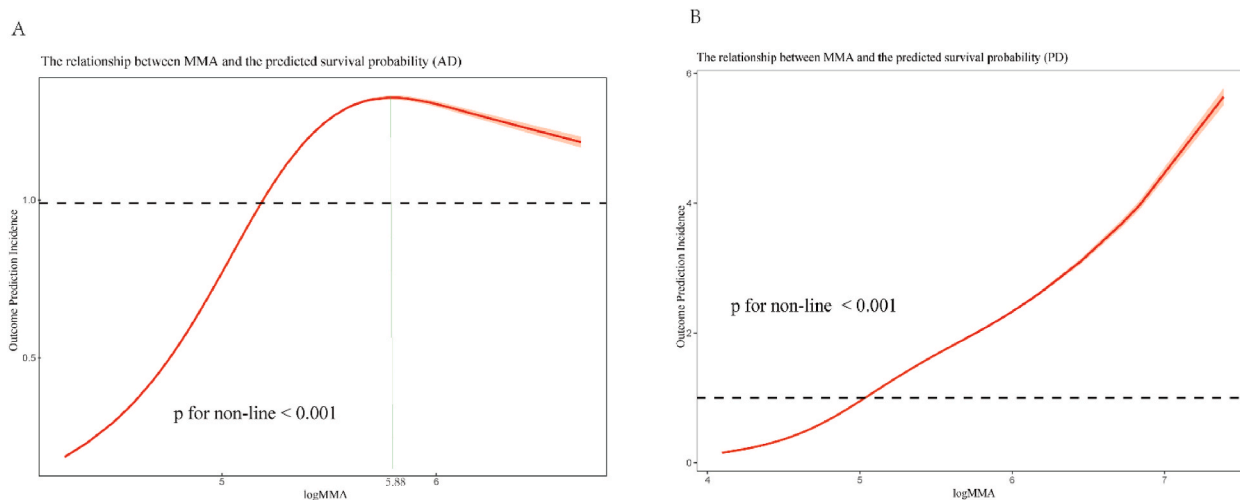 A
The relationship between MMA and the predicted survival probability (AD)
Outcome Prediction Incidence
1.0
0.5
p for non-line < 0.001
5
5.88
6
logMMA
B
The relationship between MMA and the predicted survival probability (PD)
Outcome Prediction Incidence
6
4
2
0
p for non-line < 0.001
4
5
6
7
logMMA